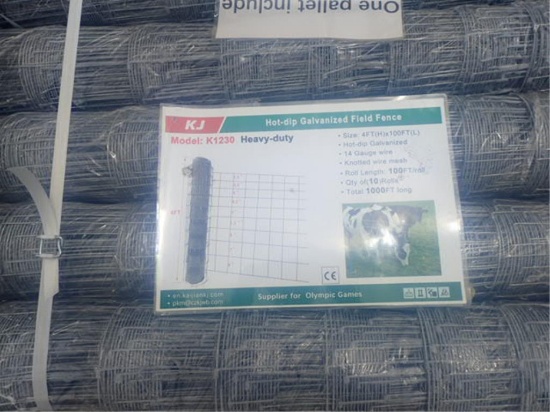 One pallet include
KJ
Hot-dip Galvanized Field Fence
Model: K1230 Heavy-duty
• Size: 4FT(H)x100FT(L)
• Hot-dip Galvanized
• 14 Gauge wire
• Knotted wire mesh
• Roll Length: 100FT/roll
• Qty of(10)Rolls
• Total 1000FT long
CE
Supplier for Olympic Games